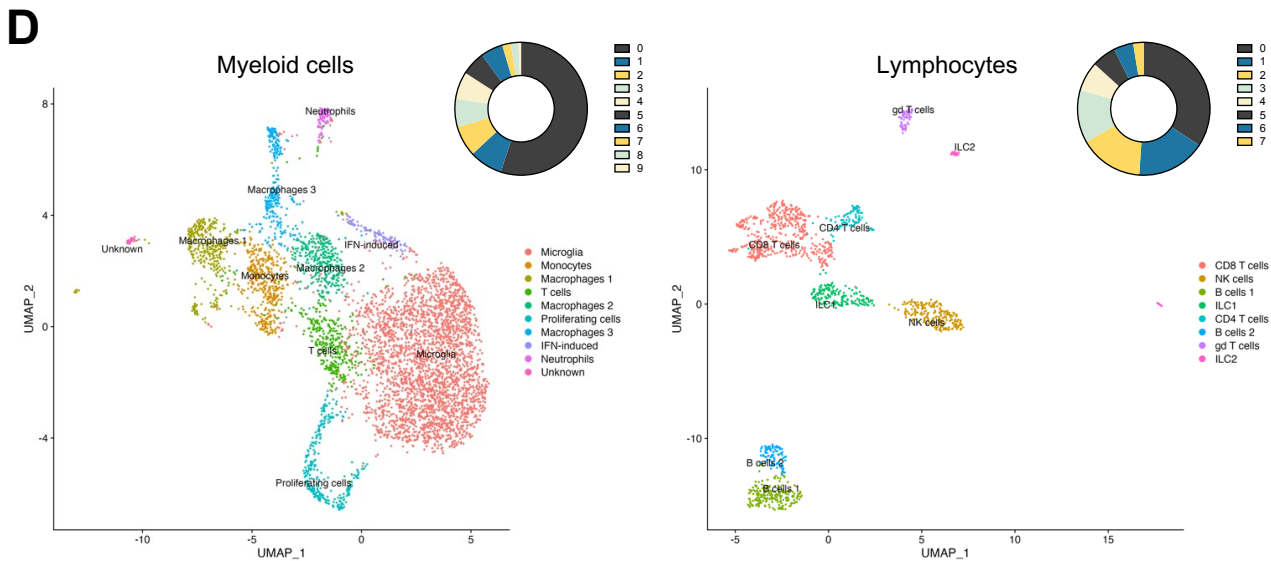 D
Myeloid cells
0
1
2
3
4
5
6
7
8
9
8
4
0
-4
UMAP_2
-10
-5
0
5
UMAP_1
Neutrophils
Macrophages 3
Unknown
Macrophages 1
IFN-induced
Monocytes
Macrophages 2
T cells
Microglia
Proliferating cells
Microglia
Monocytes
Macrophages 1
T cells
Macrophages 2
Proliferating cells
Macrophages 3
IFN-induced
Neutrophils
Unknown
Lymphocytes
0
1
2
3
4
5
6
7
10
0
-10
UMAP_2
-5
0
5
10
15
UMAP_1
gd T cells
ILC2
CD4 T cells
CD8 T cells
ILC1
NK cells
B cells 2
B cells 1
CD8 T cells
NK cells
B cells 1
ILC1
CD4 T cells
B cells 2
gd T cells
ILC2